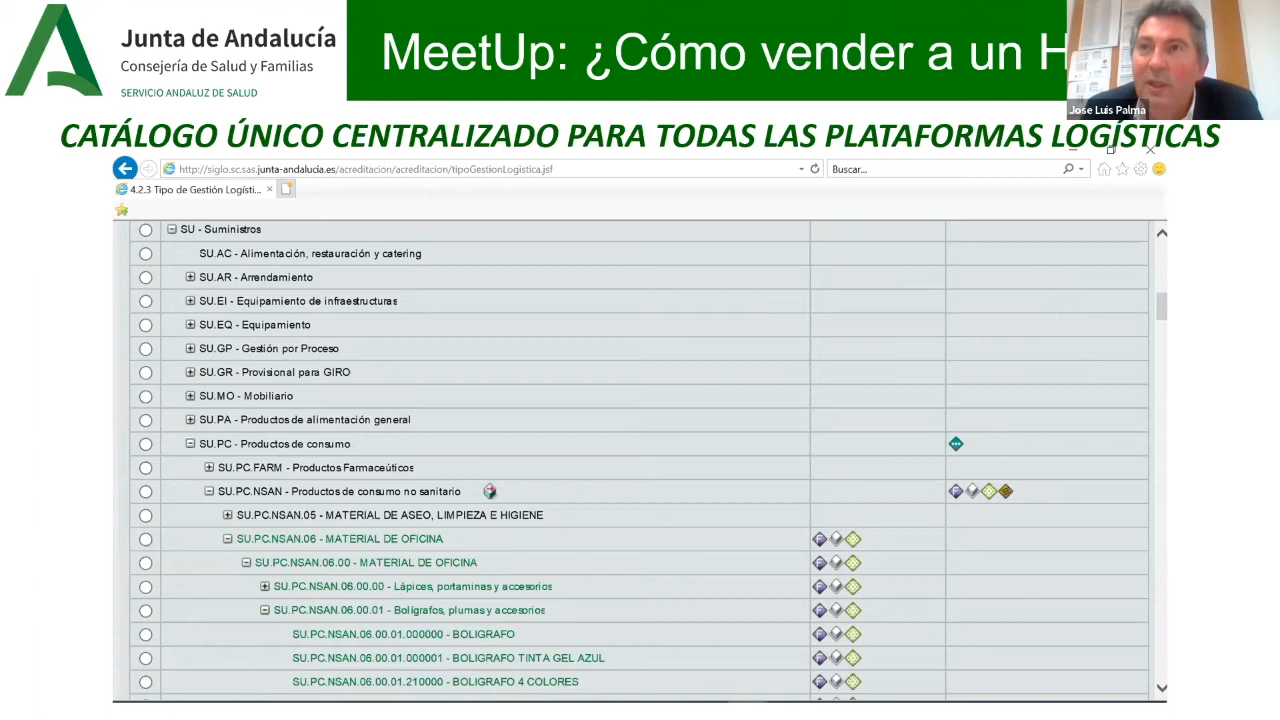 Junta de Andalucía
Consejería de Salud y Familias
SERVICIO ANDALUZ DE SALUD
MeetUp: ¿Cómo vender a un H
Jose Luis Palma
CATÁLOGO ÚNICO CENTRALIZADO PARA TODAS LAS PLATAFORMAS LOGÍSTICAS
http://siglo.sc.sas.junta-andalucia.es/acreditacion/acreditacion/tipoGestionLogistica.jsf
Buscar...
4.2.3 Tipo de Gestión Logísti...
SU - Suministros
SU.AC - Alimentación, restauración y catering
SU.AR - Arrendamiento
SU.EI - Equipamiento de infraestructuras
SU.EQ - Equipamiento
SU.GP - Gestión por Proceso
SU.GR - Provisional para GIRO
SU.MO - Mobiliario
SU.PA - Productos de alimentación general
SU.PC - Productos de consumo
SU.PC.FARM - Productos Farmaceúticos
SU.PC.NSAN - Productos de consumo no sanitario
SU.PC.NSAN.05 - MATERIAL DE ASEO, LIMPIEZA E HIGIENE
SU.PC.NSAN.06 - MATERIAL DE OFICINA
SU.PC.NSAN.06.00 - MATERIAL DE OFICINA
SU.PC.NSAN.06.00.00 - Lápices, portaminas y accesorios
SU.PC.NSAN.06.00.01 - Bolígrafos, plumas y accesorios
SU.PC.NSAN.06.00.01.000000 - BOLIGRAFO
SU.PC.NSAN.06.00.01.000001 - BOLIGRAFO TINTA GEL AZUL
SU.PC.NSAN.06.00.01.210000 - BOLIGRAFO 4 COLORES